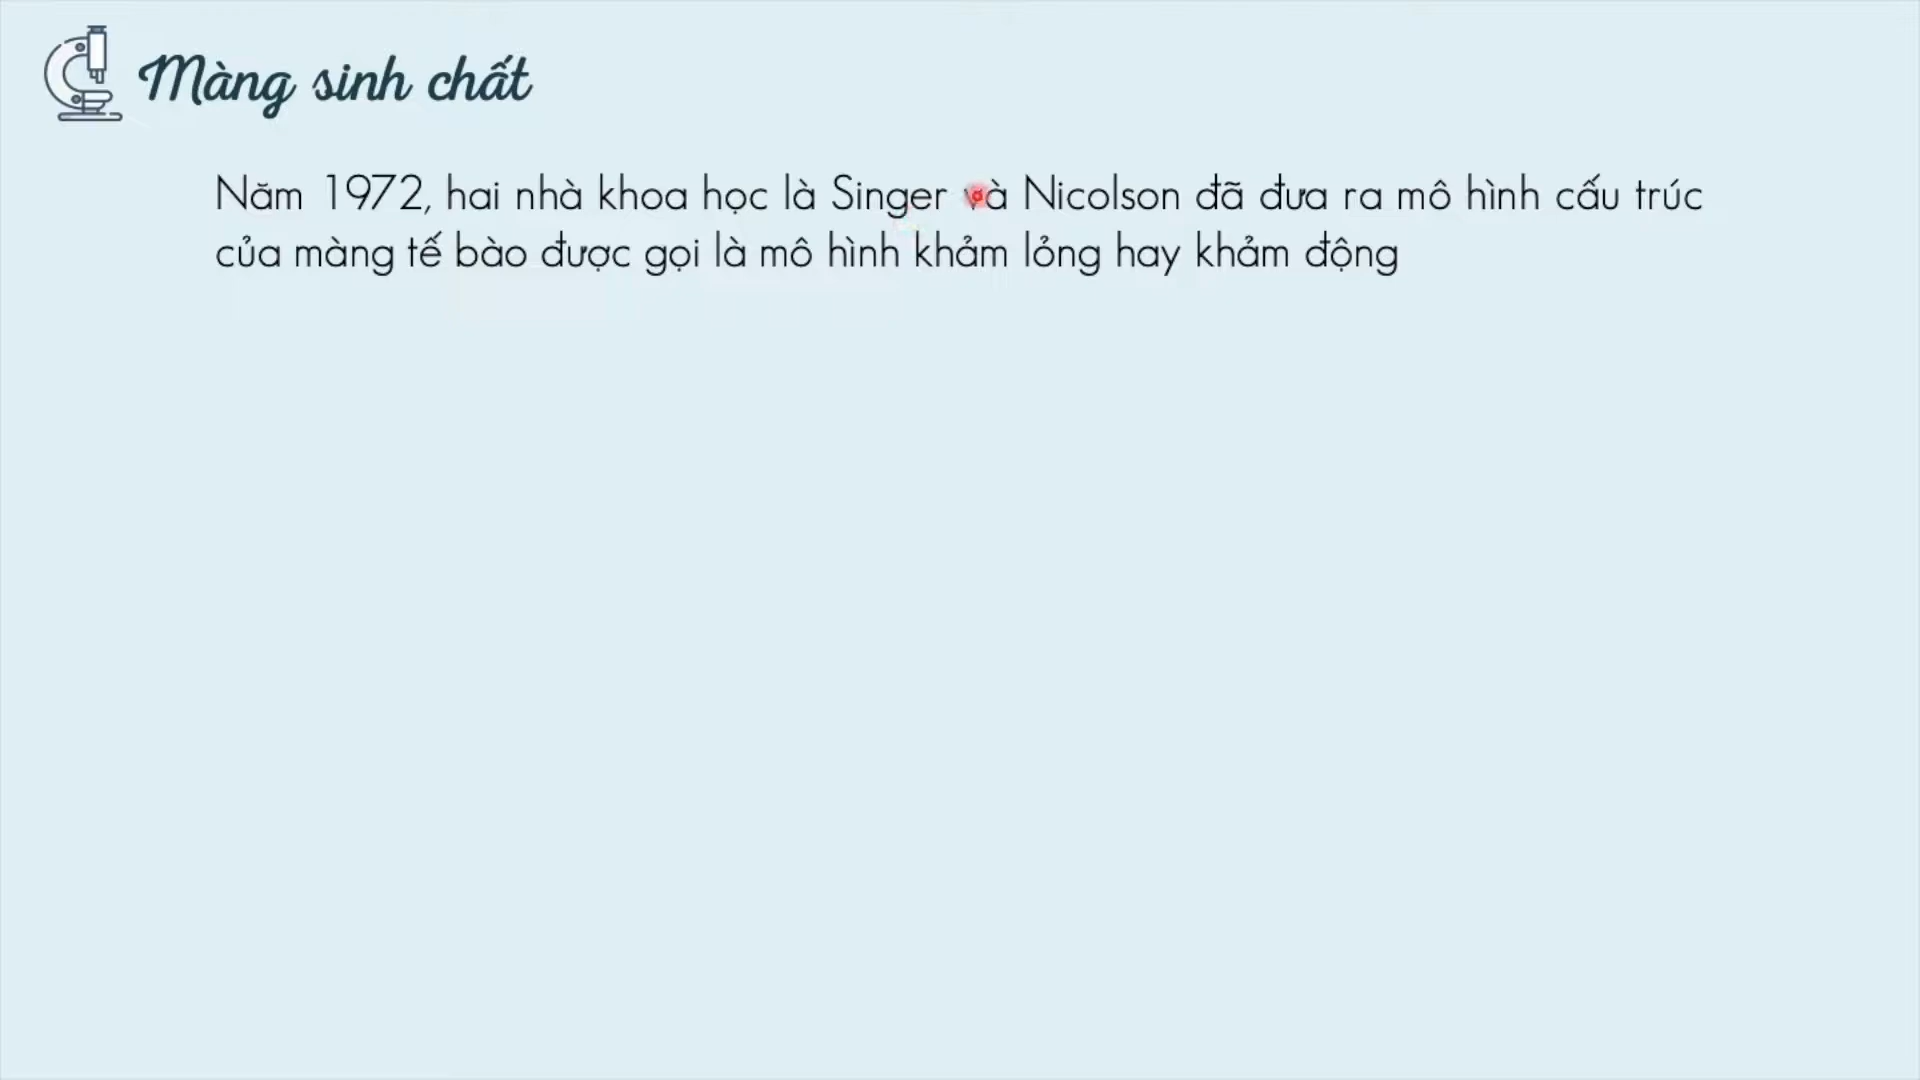 Màng sinh chất
Năm 1972, hai nhà khoa học là Singer và Nicolson đã đưa ra mô hình cấu trúc
của màng tế bào được gọi là mô hình khảm lỏng hay khảm động